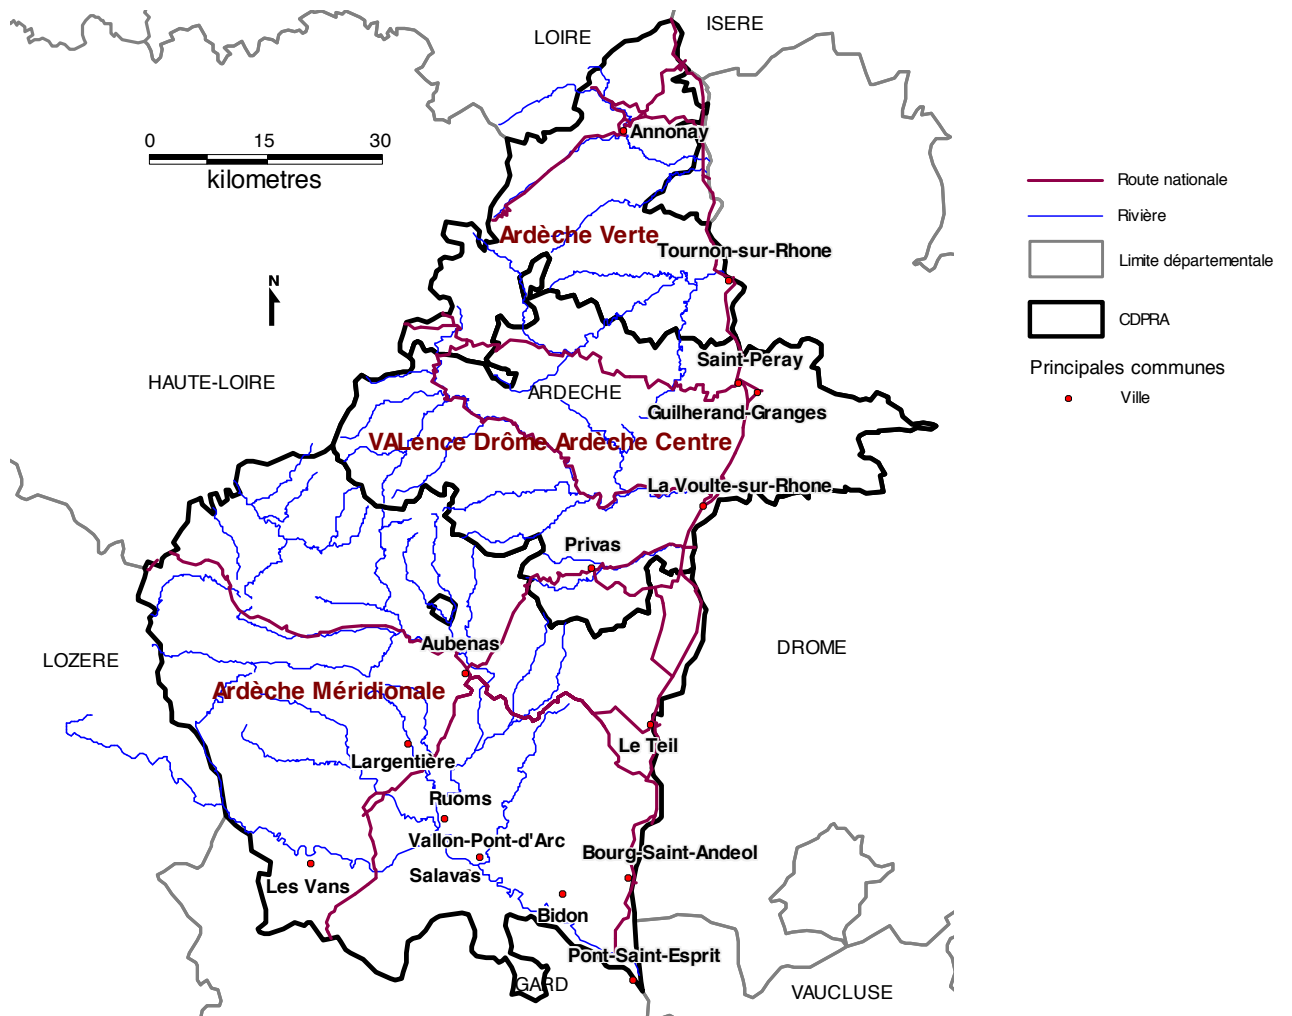 ISERE
LOIRE
0 15 30
kilometres
Annonay
Route nationale
Rivière
Ardèche Verte
Tournon-sur-Rhone
Limite départementale
N
CDPRA
Saint-Péray
Principales communes
HAUTE-LOIRE
ARDECHE
Ville
Guilherand-Granges
VALence Drôme Ardèche Centre
La Voulte-sur-Rhone
Privas
Aubenas
DROME
LOZERE
Ardèche Méridionale
Le Teil
Largentière
Ruoms
Vallon-Pont-d'Arc
Bourg-Saint-Andeol
Salavas
Les Vans
Bidon
Pont-Saint-Esprit
GARD
VAUCLUSE